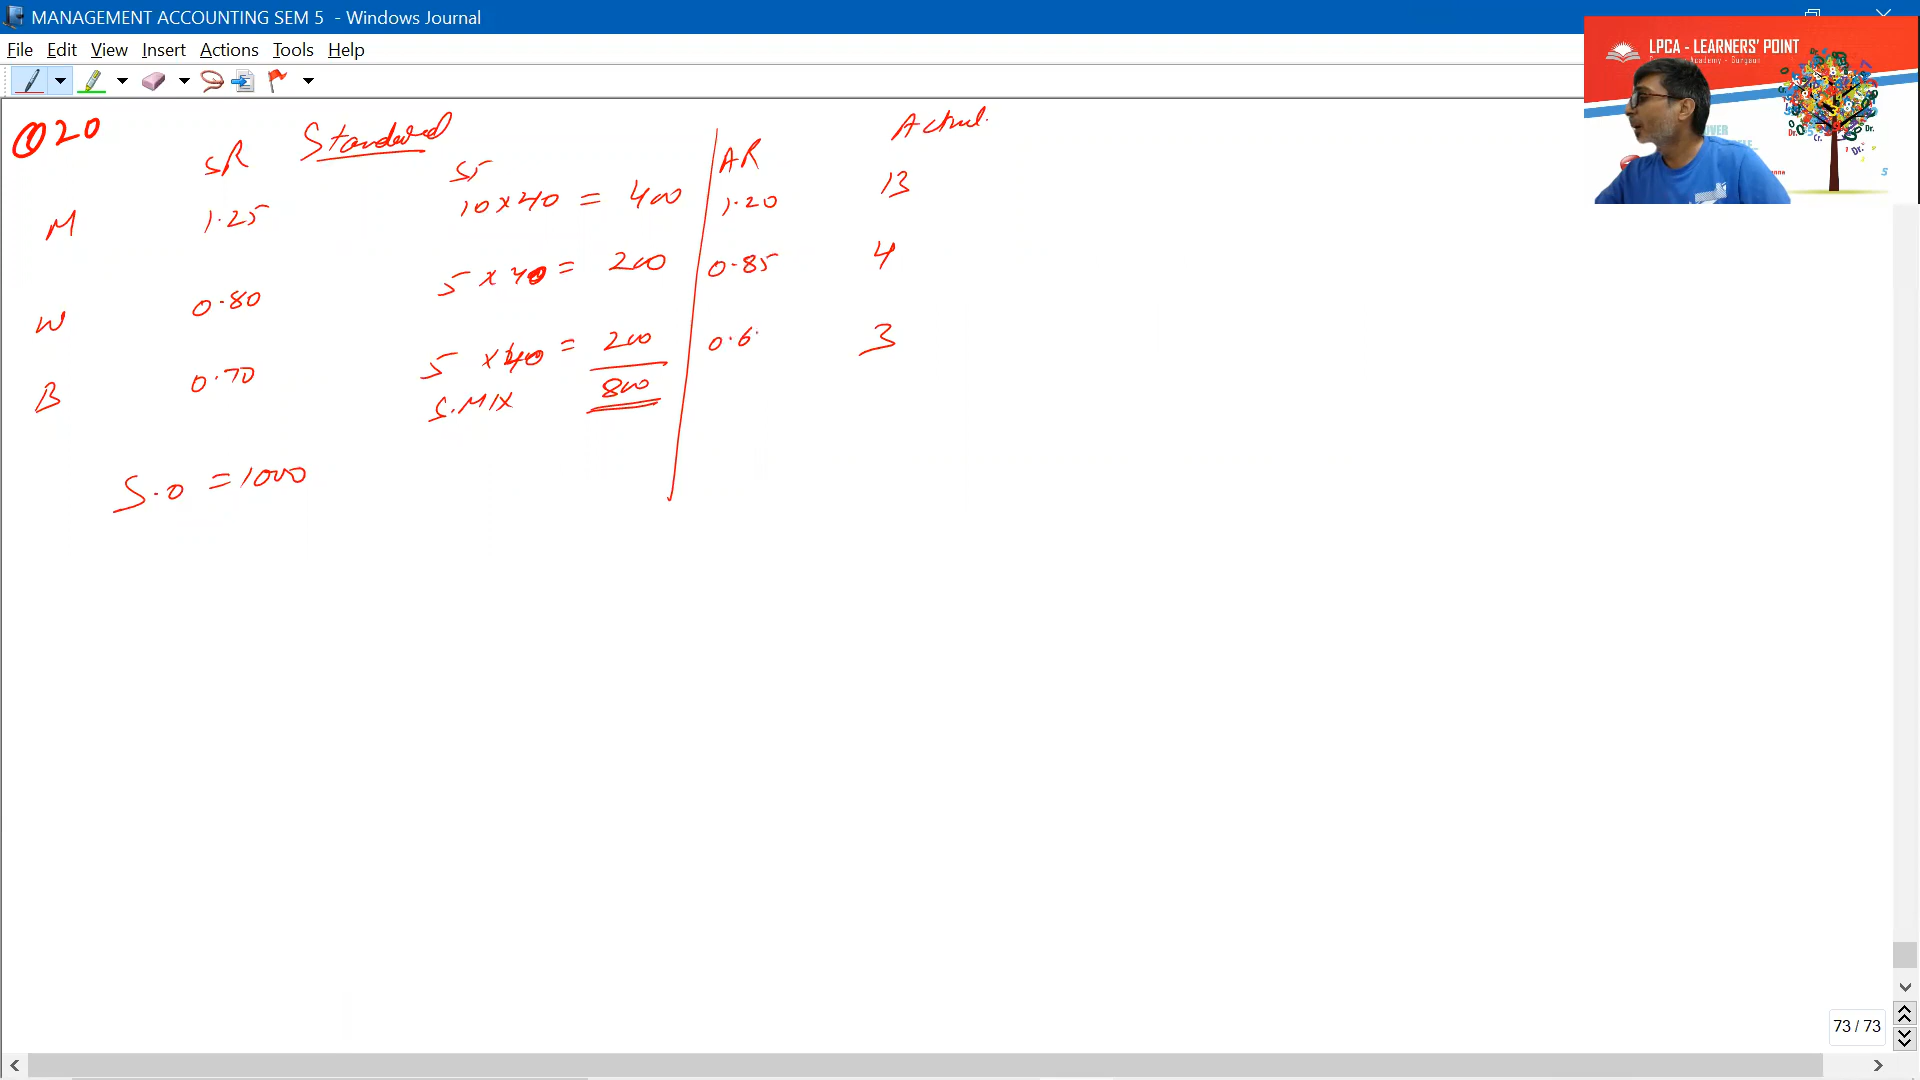 MANAGEMENT ACCOUNTING SEM 5 - Windows Journal
File Edit View Insert Actions Tools Help
LPCA - LEARNERS' POINT
Q20
Standard
Actual.
SR
AR
M 1.25 10 x 40 = 400 1.20 13
W 0.80 5 x 40 = 200 0.85 4
B 0.70 5 x 40 = 200 0.6 3
S.MIX 800
S.O = 1000
73 / 73